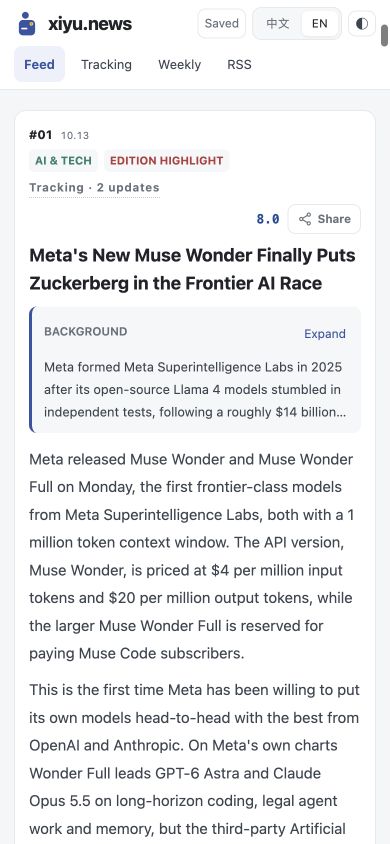 xiyu.news
Saved
中文
EN
Feed
Tracking
Weekly
RSS
#01 10.13
AI & TECH
EDITION HIGHLIGHT
Tracking · 2 updates
8.0
Share
Meta's New Muse Wonder Finally Puts
Zuckerberg in the Frontier AI Race
BACKGROUND
Expand
Meta formed Meta Superintelligence Labs in 2025
after its open-source Llama 4 models stumbled in
independent tests, following a roughly $14 billion...
Meta released Muse Wonder and Muse Wonder
Full on Monday, the first frontier-class models
from Meta Superintelligence Labs, both with a 1
million token context window. The API version,
Muse Wonder, is priced at $4 per million input
tokens and $20 per million output tokens, while
the larger Muse Wonder Full is reserved for
paying Muse Code subscribers.
This is the first time Meta has been willing to put
its own models head-to-head with the best from
OpenAI and Anthropic. On Meta's own charts
Wonder Full leads GPT-6 Astra and Claude
Opus 5.5 on long-horizon coding, legal agent
work and memory, but the third-party Artificial